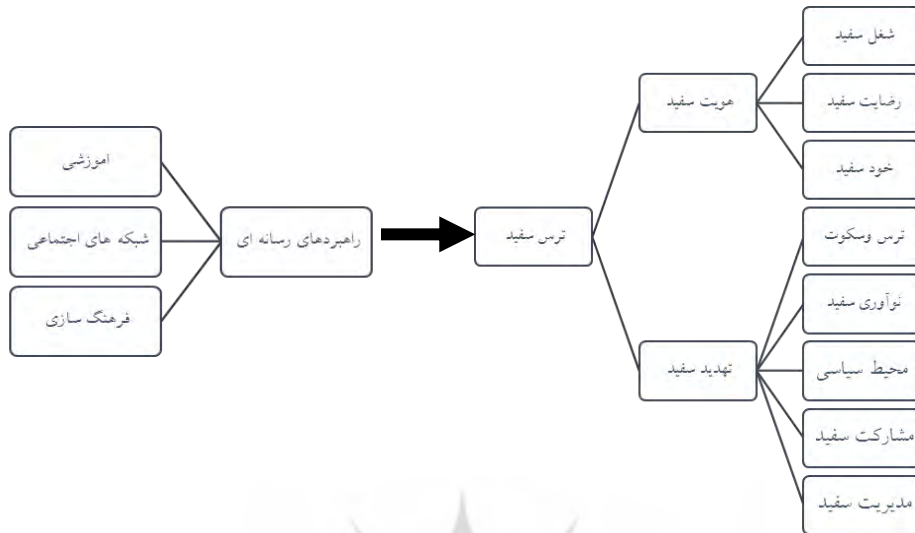 شغل سفید
رضایت سفید
خود سفید
هویت سفید
ترس وسکوت
نوآوری سفید
محیط سیاسی
مشارکت سفید
مدیریت سفید
تهدید سفید
ترس سفید
راهبردهای رسانه ای
اموزشی
شبکه های اجتماعی
فرهنگ سازی